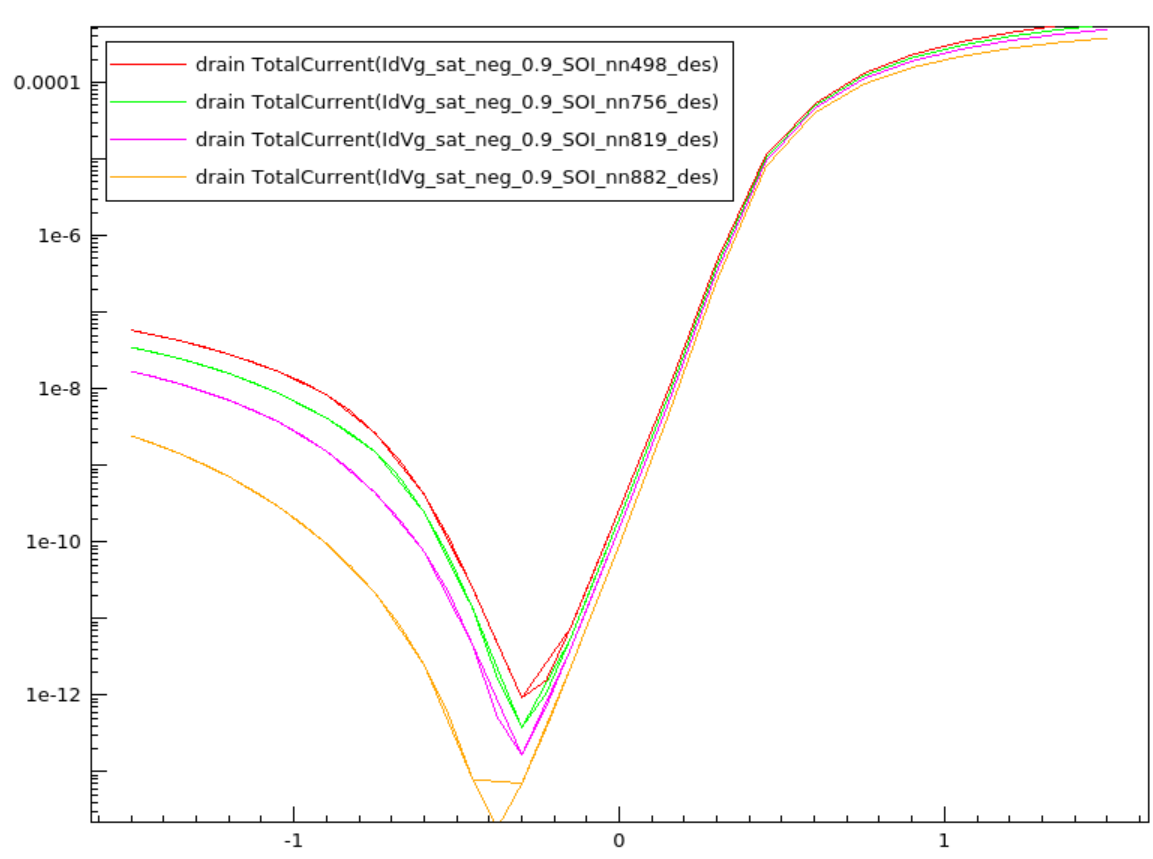 drain TotalCurrent(IdVg_sat_neg_0.9_SOI_nn498_des)
0.0001
drain TotalCurrent(IdVg_sat_neg_0.9_SOI_nn756_des)
drain TotalCurrent(IdVg_sat_neg_0.9_SOI_nn819_des)
drain TotalCurrent(IdVg_sat_neg_0.9_SOI_nn882_des)
1e-6
1e-8
1e-10
1e-12
-1 0 1